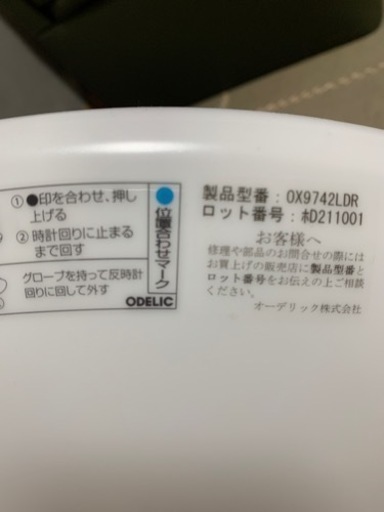 ①●印を合わせ、押し
上げる
②時計回りに止まる
まで回す
グローブを持って反時計
回りに回して外す
位置合わせマーク
ODELIC
製品型番：OX9742LDR
ロット番号：ホD211001
お客様へ
修理や部品のお問合せの際には
お買上げの販売店に製品型番と
ロット番号をお伝えの上ご相談
ください。
オーデリック株式会社